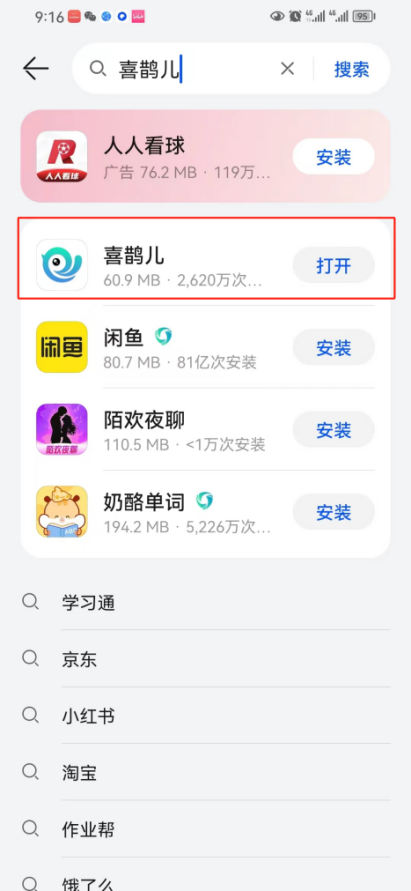 9:16
95
喜鹊儿
搜索
人人看球
广告 76.2 MB · 119万...
安装
人人看球
喜鹊儿
60.9 MB · 2,620万次...
打开
闲鱼
闲鱼
80.7 MB · 81亿次安装
安装
陌欢夜聊
110.5 MB · <1万次安装
安装
陌欢夜聊
奶酪单词
194.2 MB · 5,226万次...
安装
学习通
京东
小红书
淘宝
作业帮
饿了么